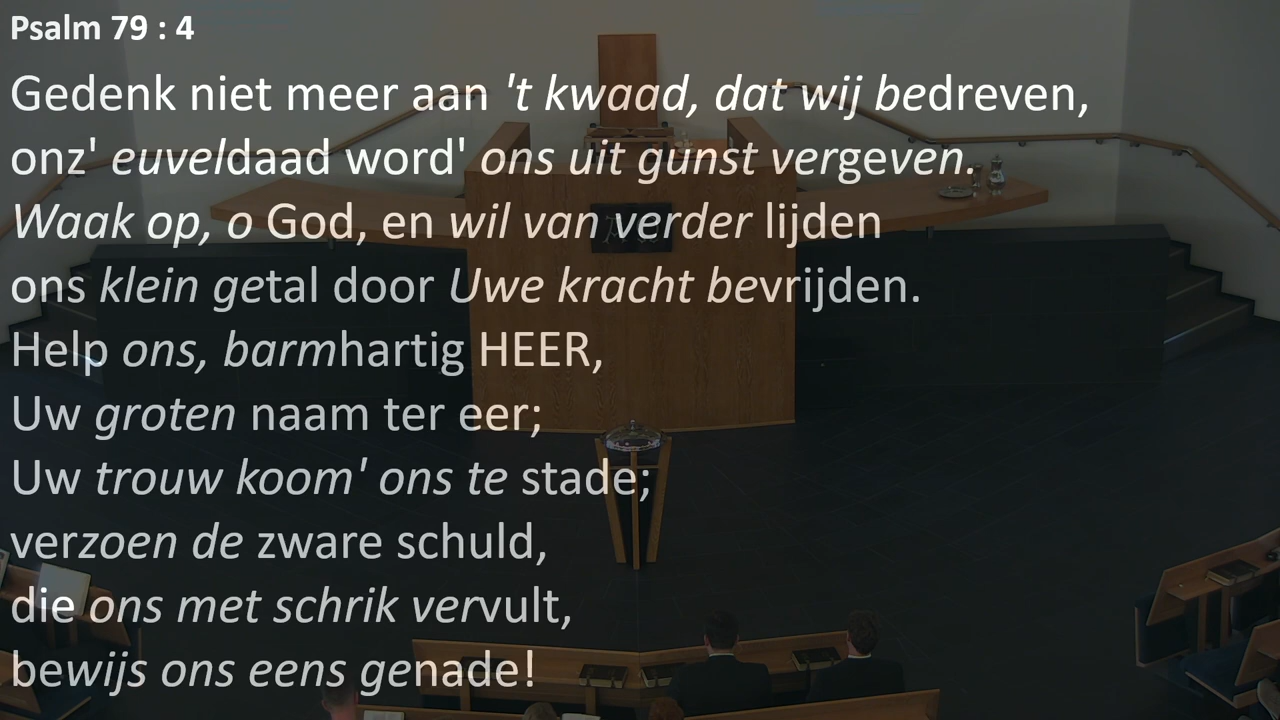 Psalm 79 : 4
Gedenk niet meer aan 't kwaad, dat wij bedreven,
onz' euveldaad word' ons uit gunst vergeven.
Waak op, o God, en wil van verder lijden
ons klein getal door Uwe kracht bevrijden.
Help ons, barmhartig HEER,
Uw groten naam ter eer;
Uw trouw koom' ons te stade;
verzoen de zware schuld,
die ons met schrik vervult,
bewijs ons eens genade!